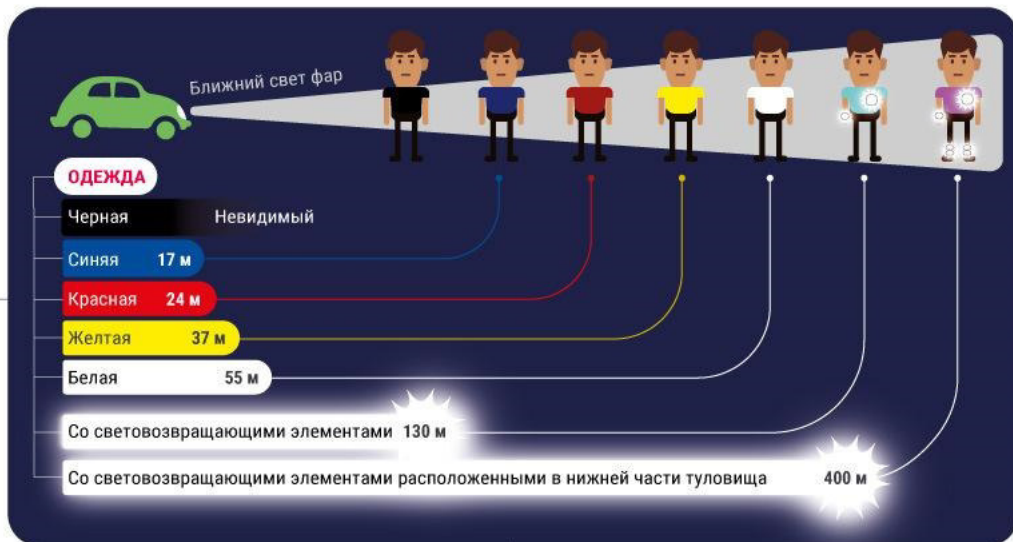 Ближний свет фар
ОДЕЖДА
Черная Невидимый
Синяя 17 м
Красная 24 м
Желтая 37 м
Белая 55 м
Со световозвращающими элементами 130 м
Со световозвращающими элементами расположенными в нижней части туловища 400 м